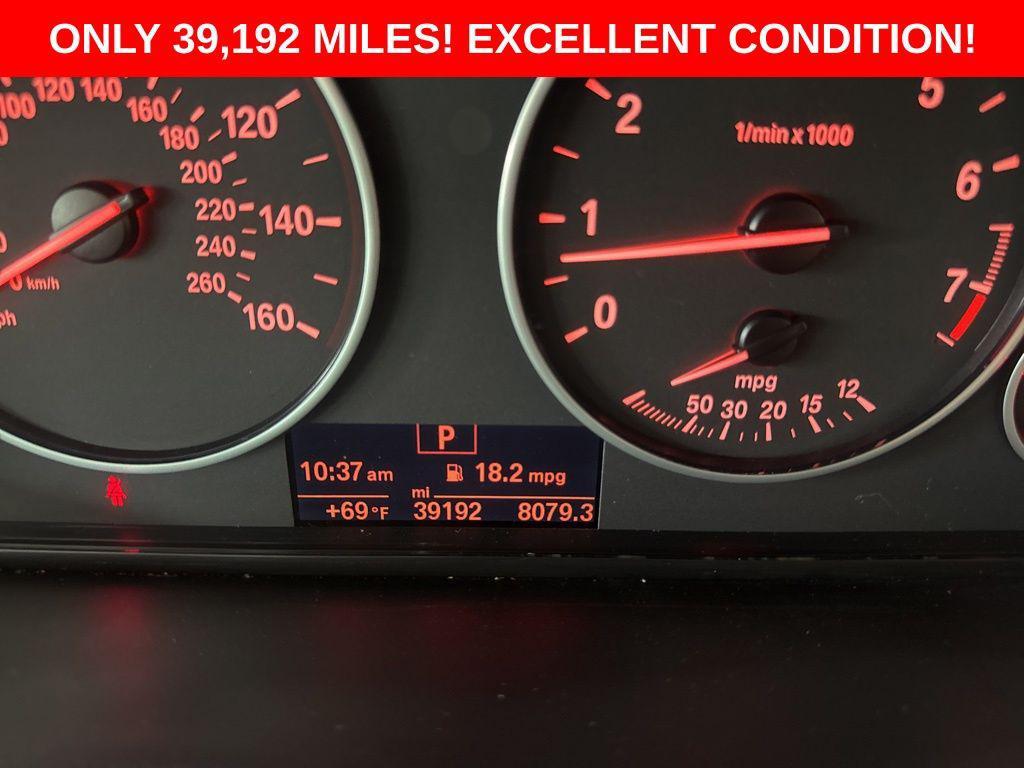 ONLY 39,192 MILES! EXCELLENT CONDITION!
100 120 140
160
180
120
200
220
140
240
260
160
0 km/h
2
1/min x 1000
5
6
1
7
0
mpg
50 30 20 15 12
P
10:37 am
18.2 mpg
mi
+69°F
39192
8079.3